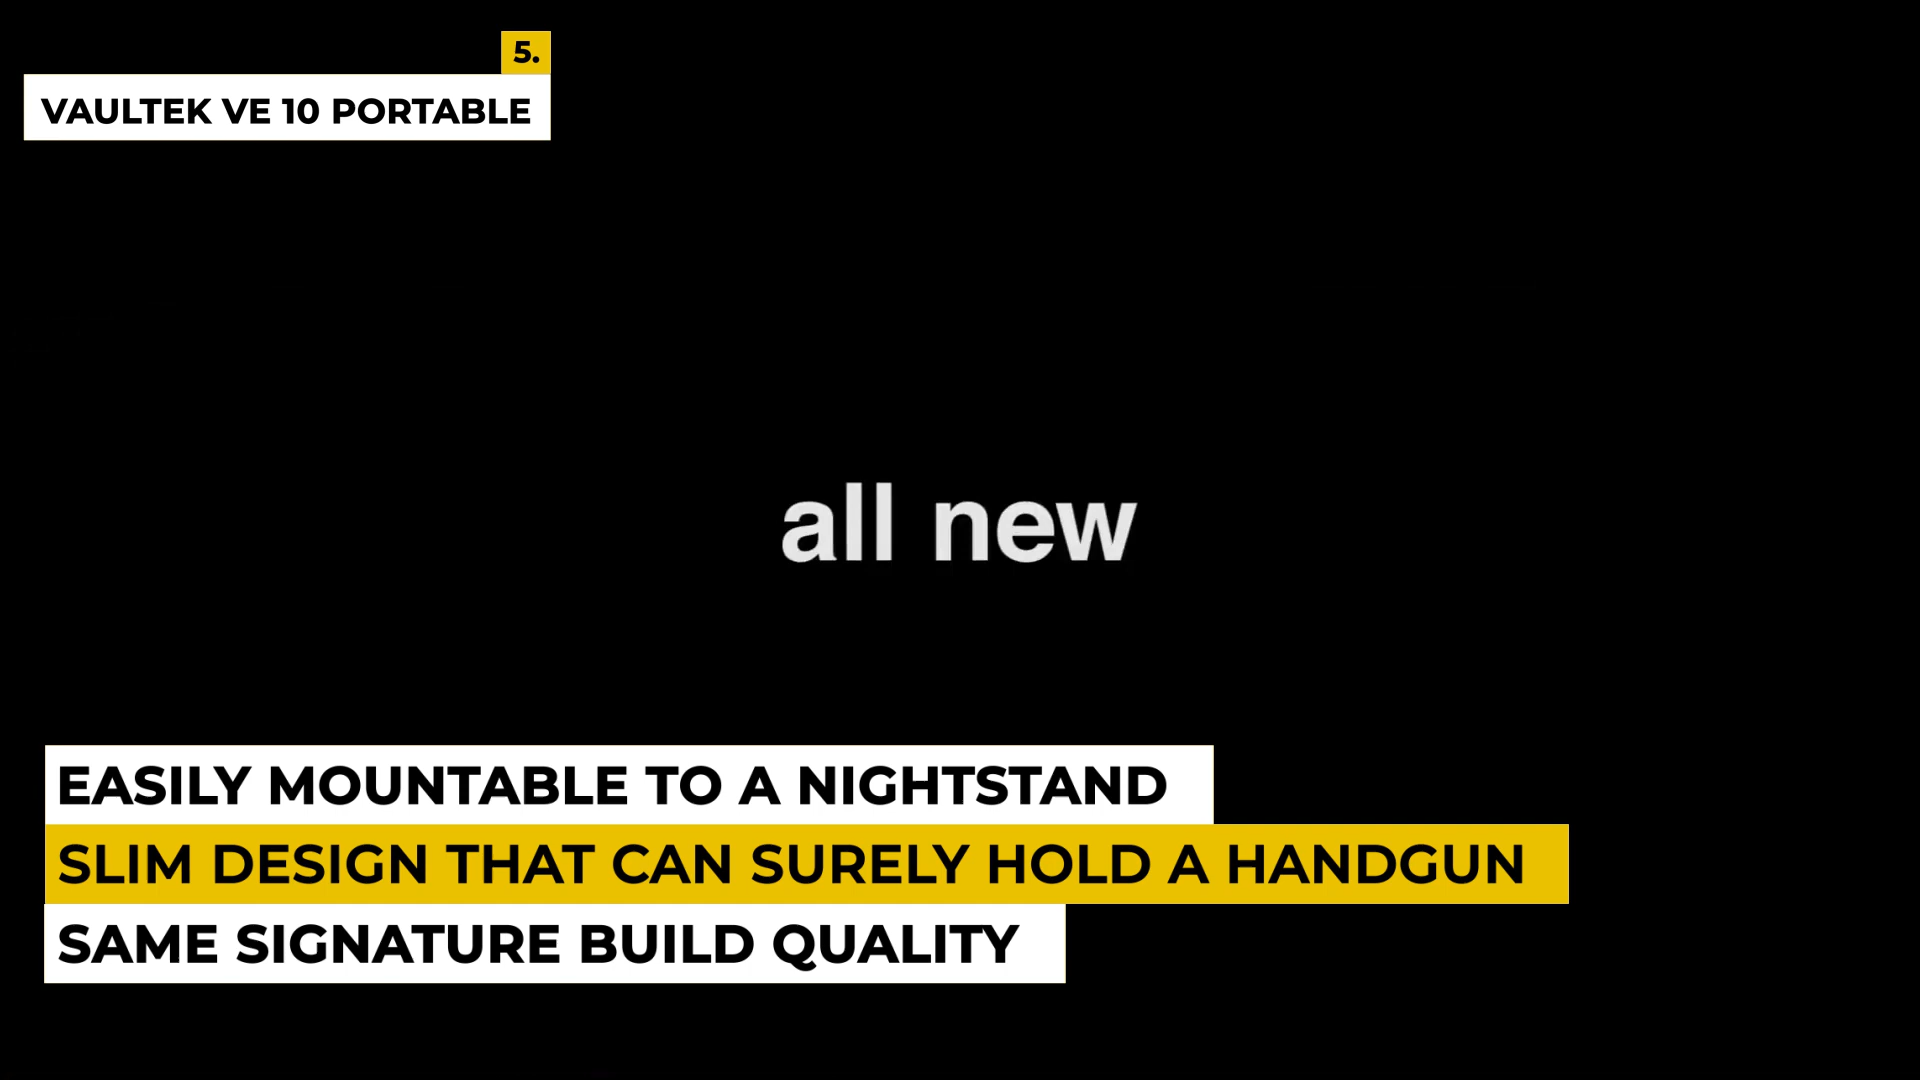 5.
VAULTEK VE 10 PORTABLE
all new
EASILY MOUNTABLE TO A NIGHTSTAND
SLIM DESIGN THAT CAN SURELY HOLD A HANDGUN
SAME SIGNATURE BUILD QUALITY